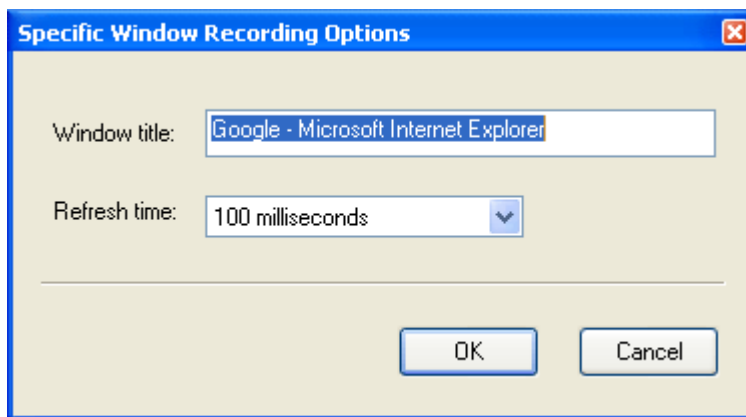 Specific Window Recording Options
Window title: Google - Microsoft Internet Explorer
Refresh time: 100 milliseconds
OK Cancel